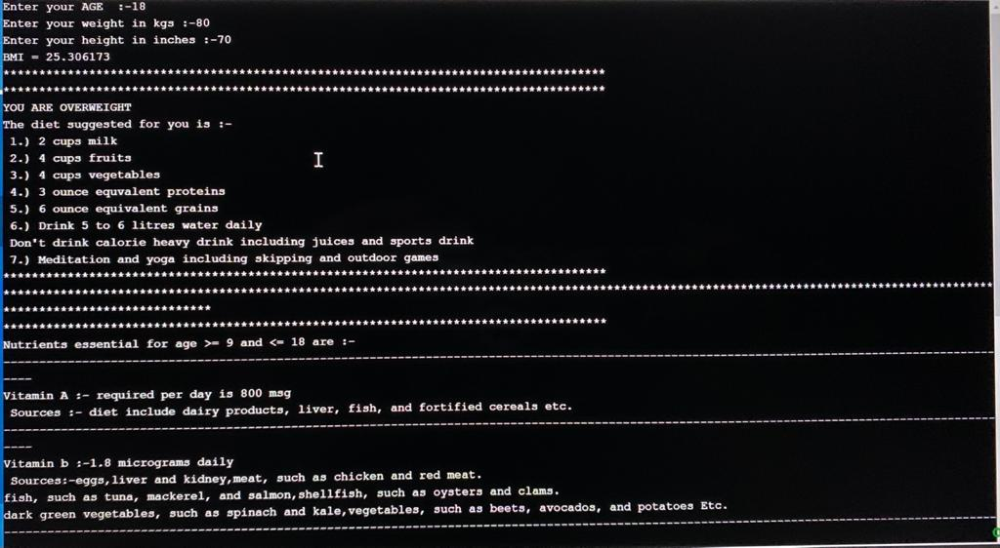 Enter your AGE  :-18
Enter your weight in kgs :-80
Enter your height in inches :-70
BMI = 25.306173
************************************************************************************
************************************************************************************
YOU ARE OVERWEIGHT
The diet suggested for you is :-
1.) 2 cups milk
2.) 4 cups fruits
3.) 4 cups vegetables
4.) 3 ounce equvalent proteins
5.) 6 ounce equivalent grains
6.) Drink 5 to 6 litres water daily
Don't drink calorie heavy drink including juices and sports drink
7.) Meditation and yoga including skipping and outdoor games
************************************************************************************
********************************************************************************************************************************************
*****************************
************************************************************************************
Nutrients essential for age >= 9 and <= 18 are :-
--------------------------------------------------------------------------------------------------------------------------------------------
----
Vitamin A :- required per day is 800 msg
Sources :- diet include dairy products, liver, fish, and fortified cereals etc.
--------------------------------------------------------------------------------------------------------------------------------------------
----
Vitamin b :-1.8 micrograms daily
Sources:-eggs,liver and kidney,meat, such as chicken and red meat.
fish, such as tuna, mackerel, and salmon,shellfish, such as oysters and clams.
dark green vegetables, such as spinach and kale,vegetables, such as beets, avocados, and potatoes Etc.
--------------------------------------------------------------------------------------------------------------------------------------------